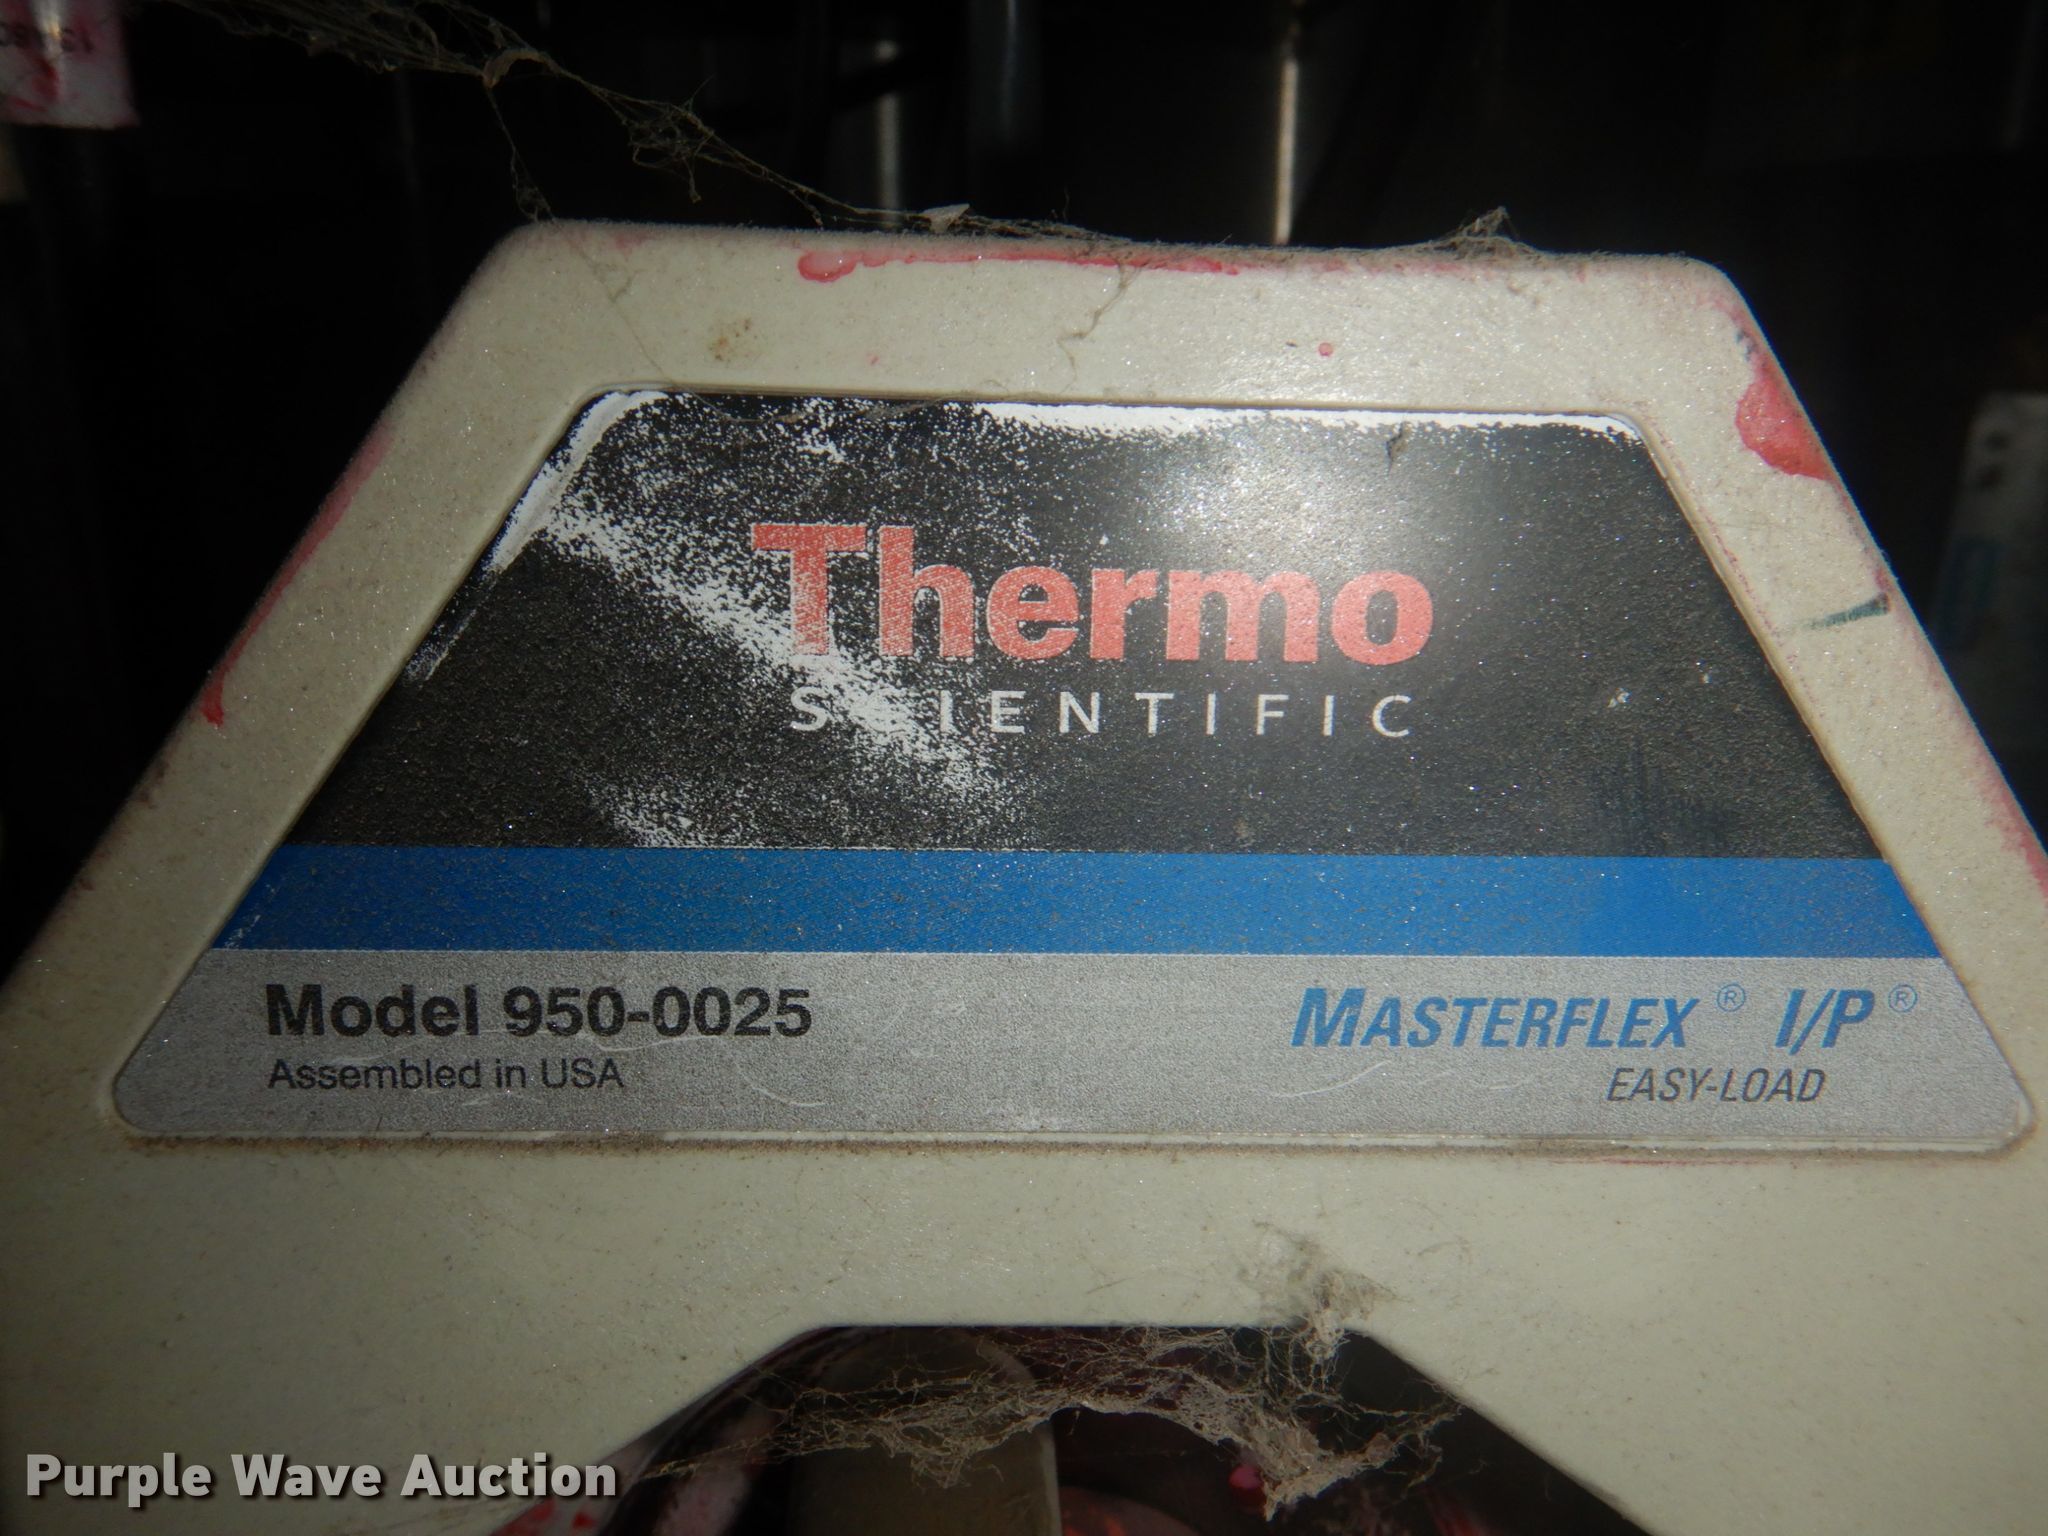 Thermo
SCIENTIFIC
Model 950-0025
Assembled in USA
MASTERFLEX® I/P®
EASY-LOAD
Purple Wave Auction